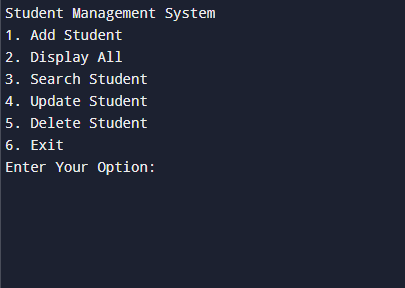 Student Management System
1. Add Student
2. Display All
3. Search Student
4. Update Student
5. Delete Student
6. Exit
Enter Your Option: